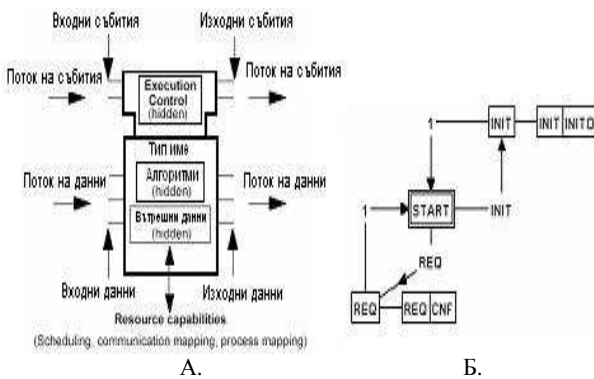 Входни събития
Изходни събития
Поток на събития
Поток на събития
Execution
Control
(hidden)
Тип име
Поток на данни
Поток на данни
Алгоритми
(hidden)
Вътрешни данни
(hidden)
Входни данни
Изходни данни
Resource capabilities
(Scheduling, communication mapping, process mapping)
А.
1
INIT
INIT INITO
1
START
INIT
REQ
REQ
REQ CNF
Б.